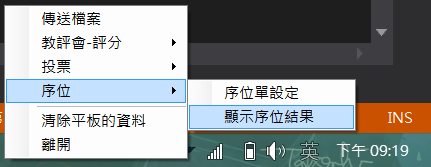 傳送檔案
教評會-評分
投票
序位
序位單設定
顯示序位結果
清除平板的資料
離開
INS
英
下午 09:19